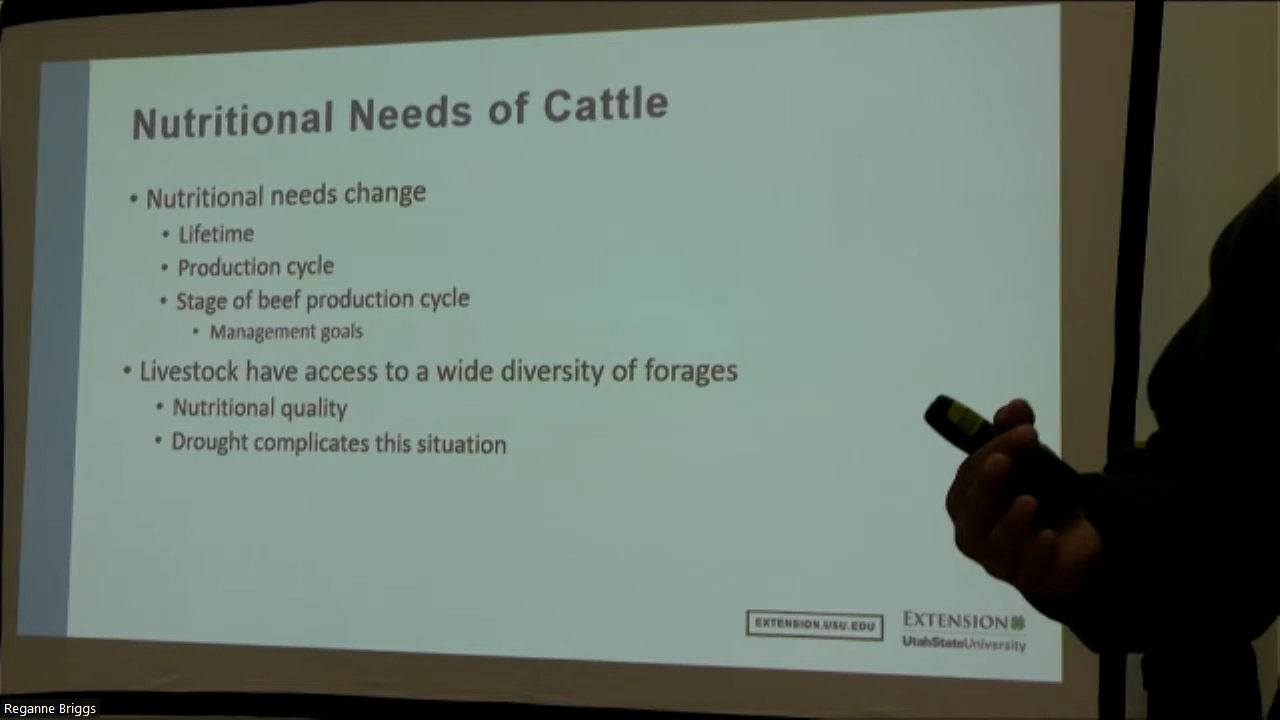 Nutritional Needs of Cattle
• Nutritional needs change
• Lifetime
• Production cycle
• Stage of beef production cycle
• Management goals
• Livestock have access to a wide diversity of forages
• Nutritional quality
• Drought complicates this situation
EXTENSION.USU.EDU
EXTENSION
UtahStateUniversity
Reganne Briggs